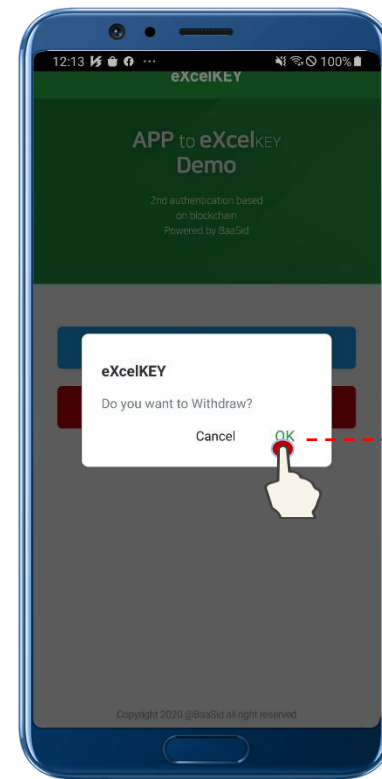 12:13 ··· 100%
eXcelKEY
APP to eXcelKEY
Demo
2nd authentication based
on blockchain
Powered by BaaSid
eXcelKEY
Do you want to Withdraw?
Cancel OK
Copyright 2020 @BaaSid all right reserved